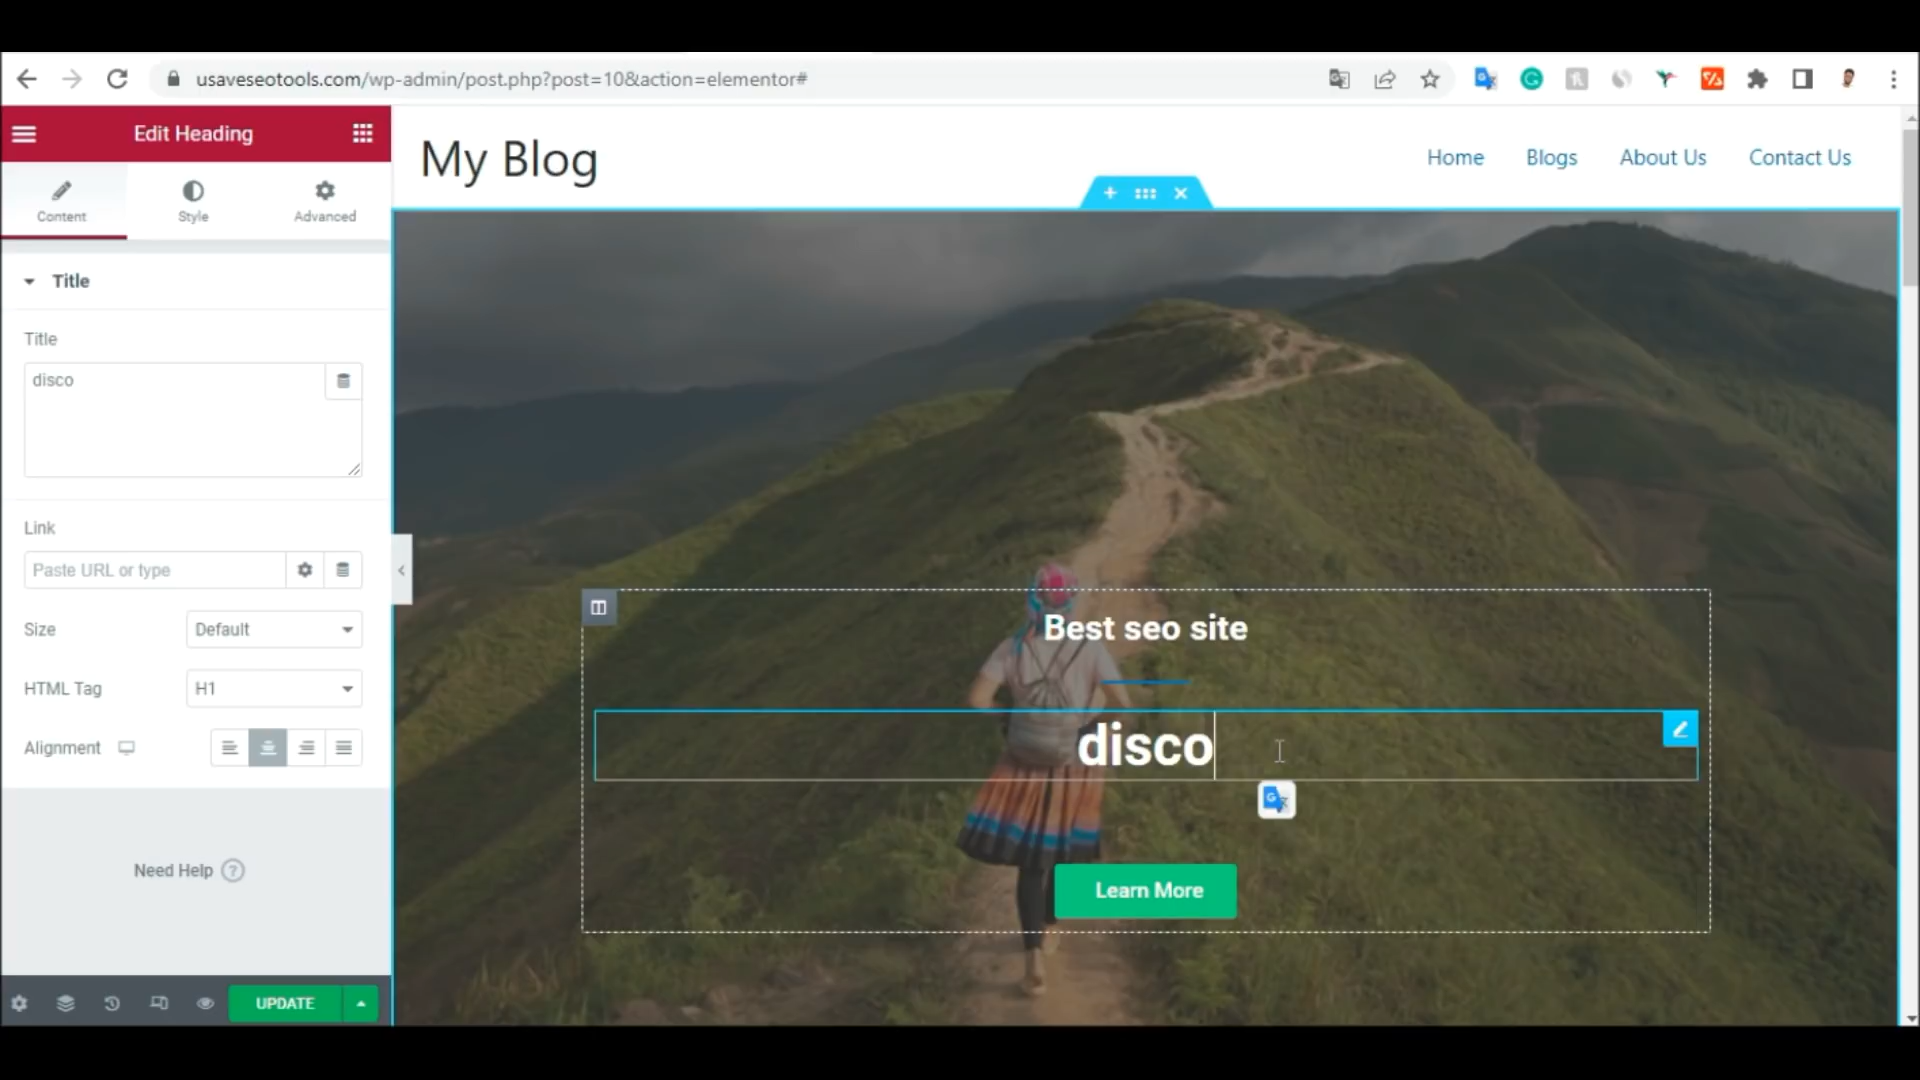 usaveseotools.com/wp-admin/post.php?post=10&action=elementor#
Edit Heading
Content
Style
Advanced
Title
Title
disco
Link
Paste URL or type
Size
Default
HTML Tag
H1
Alignment
Need Help ?
UPDATE
My Blog
Home
Blogs
About Us
Contact Us
Best seo site
disco
Learn More